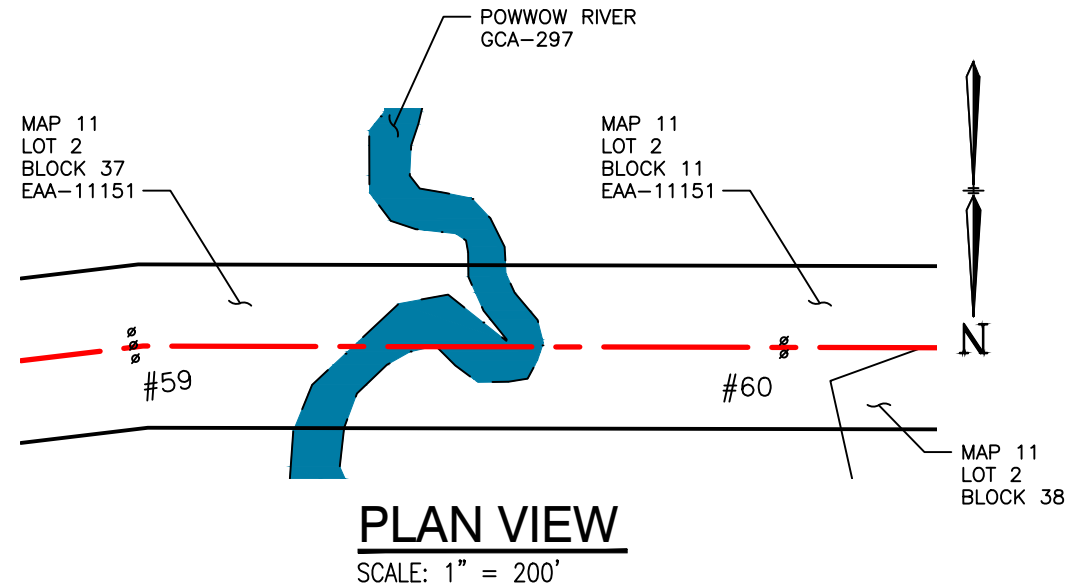 POWWOW RIVER
GCA-297
MAP 11
LOT 2
BLOCK 37
EAA-11151
MAP 11
LOT 2
BLOCK 11
EAA-11151
N
#59
#60
MAP 11
LOT 2
BLOCK 38
PLAN VIEW
SCALE: 1" = 200'